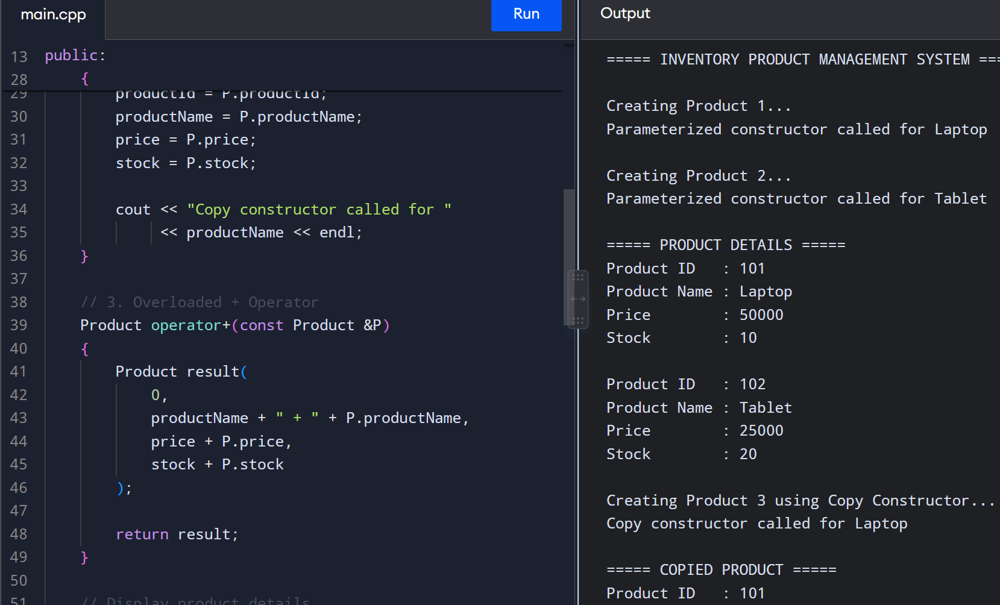 main.cpp
Run
13 public:
28 {
29 productId = P.productId;
30 productName = P.productName;
31 price = P.price;
32 stock = P.stock;
33
34 cout << "Copy constructor called for "
35 << productName << endl;
36 }
37
38 // 3. Overloaded + Operator
39 Product operator+(const Product &P)
40 {
41 Product result(
42 0,
43 productName + " + " + P.productName,
44 price + P.price,
45 stock + P.stock
46 );
47
48 return result;
49 }
50
51 // Display product details
Output
===== INVENTORY PRODUCT MANAGEMENT SYSTEM ===
Creating Product 1...
Parameterized constructor called for Laptop
Creating Product 2...
Parameterized constructor called for Tablet
===== PRODUCT DETAILS =====
Product ID   : 101
Product Name : Laptop
Price        : 50000
Stock        : 10
Product ID   : 102
Product Name : Tablet
Price        : 25000
Stock        : 20
Creating Product 3 using Copy Constructor...
Copy constructor called for Laptop
===== COPIED PRODUCT =====
Product ID   : 101